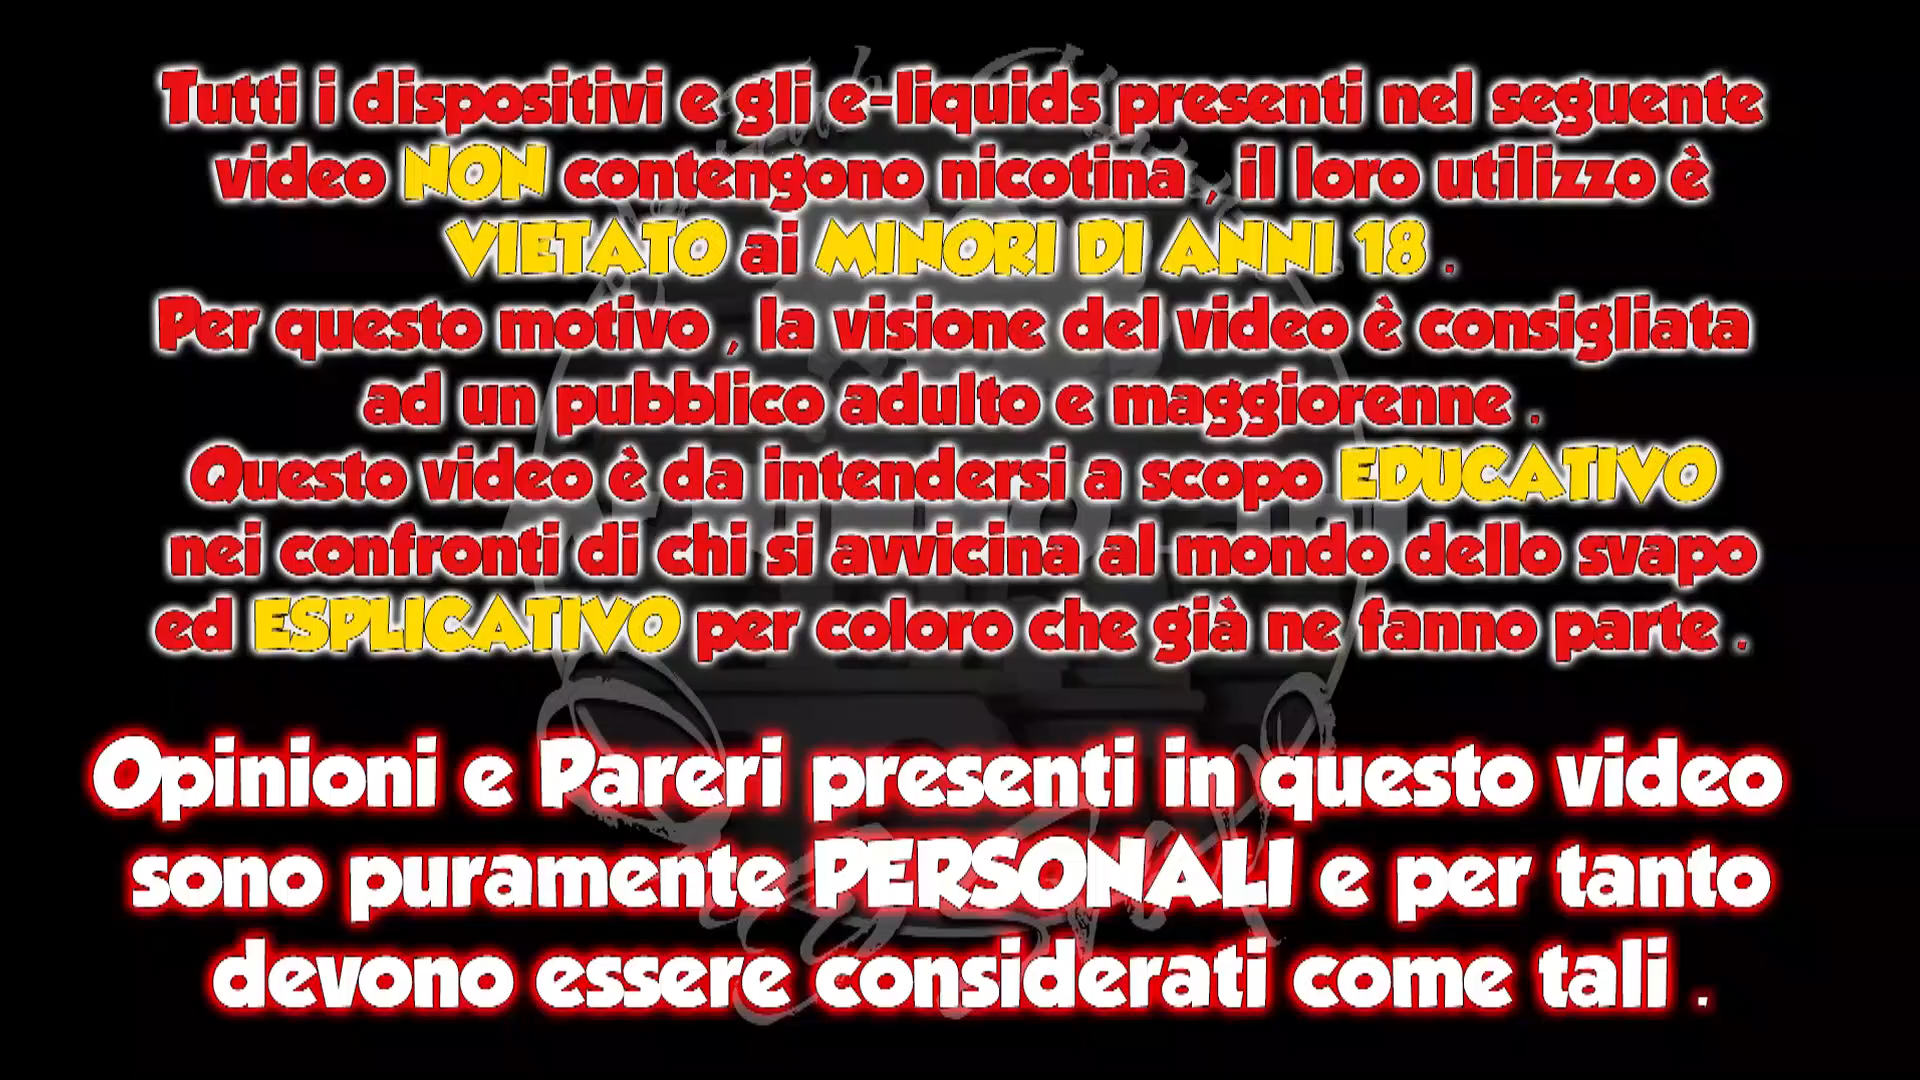 Tutti i dispositivi e gli e-liquids presenti nel seguente
video NON contengono nicotina , il loro utilizzo è
VIETATO ai MINORI DI ANNI 18 .
Per questo motivo , la visione del video è consigliata
ad un pubblico adulto e maggiorenne .
Questo video è da intendersi a scopo EDUCATIVO
nei confronti di chi si avvicina al mondo dello svapo
ed ESPLICATIVO per coloro che già ne fanno parte .
Opinioni e Pareri presenti in questo video
sono puramente PERSONALI e per tanto
devono essere considerati come tali .